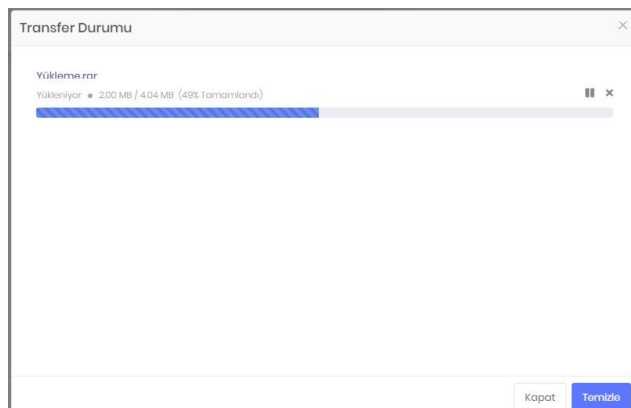 Transfer Durumu
Yükleme.rar
Yükleniyor • 2.00 MB / 4.04 MB (49% Tamamlandı)
Kapat Temizle